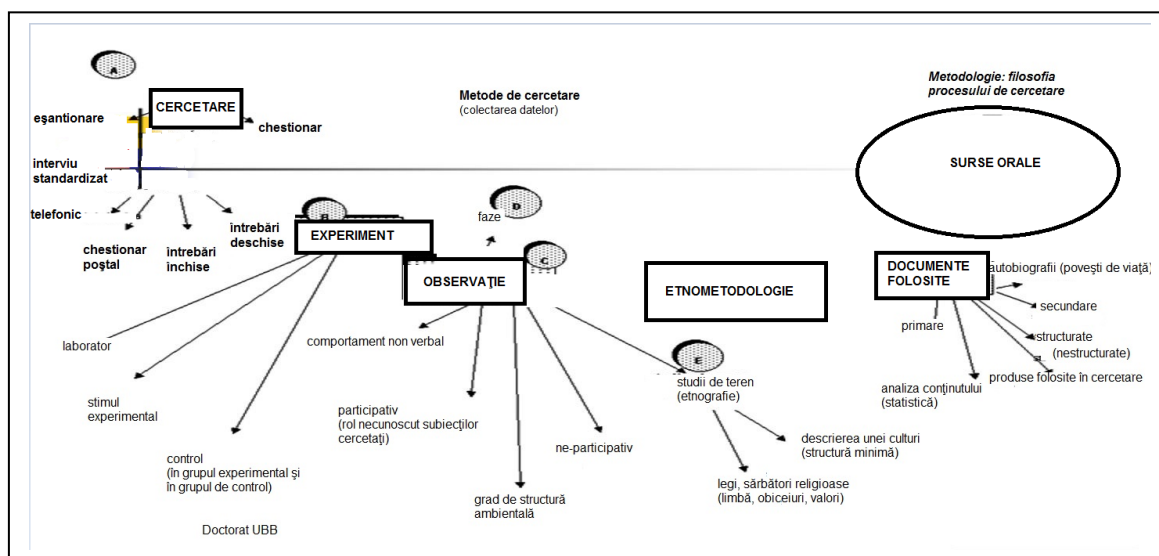 A
CERCETARE
eşantionare
chestionar
Metode de cercetare
(colectarea datelor)
Metodologie: filosofia
procesului de cercetare
interviu
standardizat
SURSE ORALE
telefonic
chestionar
poştal
întrebări
închise
întrebări
deschise
B
EXPERIMENT
D
faze
C
OBSERVAŢIE
ETNOMETODOLOGIE
DOCUMENTE
FOLOSITE
autobiografii (poveşti de viaţă)
secundare
primare
structurate
(nestructurate)
produse folosite în cercetare
analiza conţinutului
(statistică)
laborator
comportament non verbal
E
studii de teren
(etnografie)
stimul
experimental
participativ
(rol necunoscut subiecţilor
cercetaţi)
ne-participativ
descrierea unei culturi
(structură minimă)
control
(în grupul experimental şi
în grupul de control)
grad de structură
ambientală
legi, sărbători religioase
(limbă, obiceiuri, valori)
Doctorat UBB